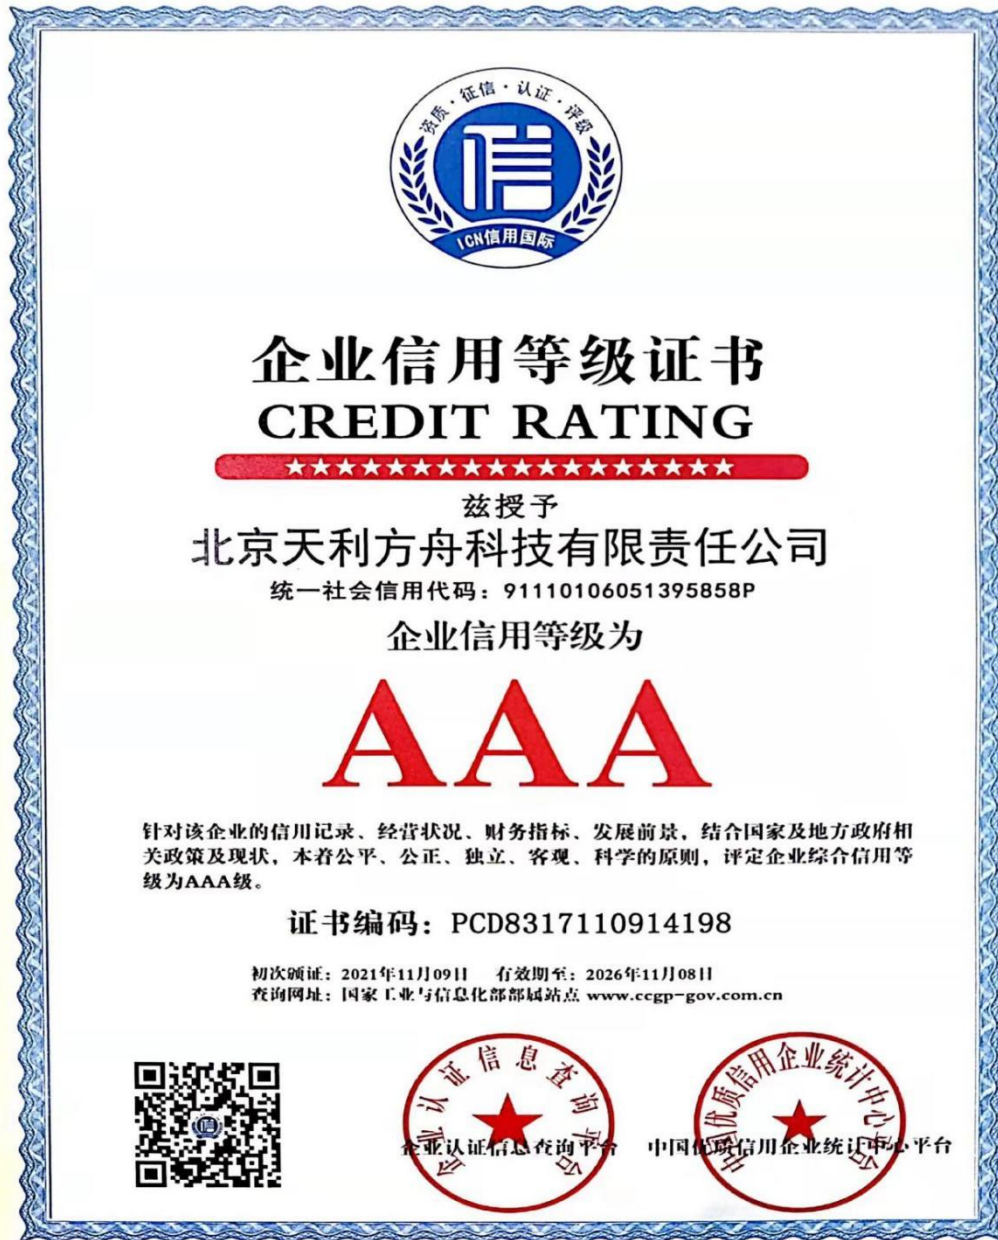 资质·征信·认证·评级
信
ICN信用国际
企业信用等级证书
CREDIT RATING
兹授予
北京天利方舟科技有限责任公司
统一社会信用代码：91110106051395858P
企业信用等级为
AAA
针对该企业的信用记录、经营状况、财务指标、发展前景，结合国家及地方政府相
关政策及现状，本着公平、公正、独立、客观、科学的原则，评定企业综合信用等
级为AAA级。
证书编码：PCD8317110914198
初次颁证：2021年11月09日 有效期至：2026年11月08日
查询网址：国家工业与信息化部部属站点 www.ccgp-gov.com.cn
企业认证信息查询平台
企业认证信息查询平台
中国优质信用企业统计中心平台
中国优质信用企业统计中心平台